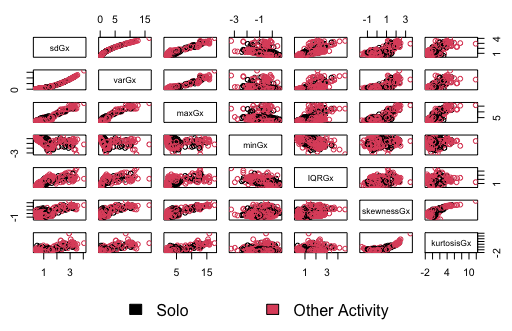 0 5 15
-3 -1
-1 1 3
sdGx
1 4
varGx
0
maxGx
5
minGx
-3
IQRGx
1
skewnessGx
-1
kurtosisGx
-2
1 3
5 15
1 2 3
-2 4 10
Solo
Other Activity